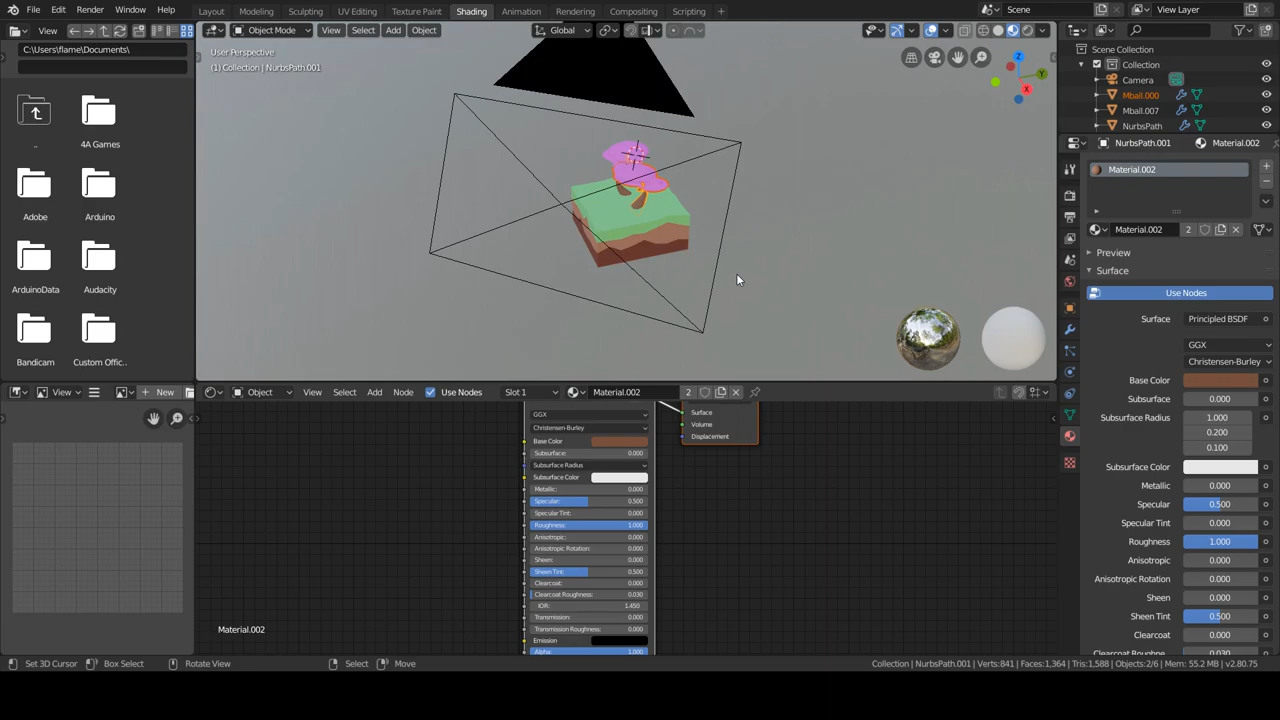 File Edit Render Window Help Layout Modeling Sculpting UV Editing Texture Paint Shading Animation Rendering Compositing Scripting + Scene View Layer
View Object Mode View Select Add Object Global
C:\Users\flame\Documents\
User Perspective
(1) Collection | NurbsPath.001
X
Y
Z
Scene Collection
Collection
Camera
Mball.000
Mball.007
NurbsPath
..
4A Games
Adobe
Arduino
ArduinoData
Audacity
Bandicam
Custom Offic..
NurbsPath.001 Material.002
Material.002
Material.002 2
Preview
Surface
Use Nodes
Surface Principled BSDF
GGX
Christensen-Burley
Base Color
Subsurface 0.000
Subsurface Radius 1.000
0.200
0.100
Subsurface Color
Metallic 0.000
Specular 0.500
Specular Tint 0.000
Roughness 1.000
Anisotropic 0.000
Anisotropic Rotation 0.000
Sheen 0.000
Sheen Tint 0.500
Clearcoat 0.000
Clearcoat Roughne 0.030
View New Object View Select Add Node Use Nodes Slot 1 Material.002 2
GGX
Christensen-Burley
Base Color
Subsurface: 0.000
Subsurface Radius
Subsurface Color
Metallic: 0.000
Specular: 0.500
Specular Tint: 0.000
Roughness: 1.000
Anisotropic: 0.000
Anisotropic Rotation: 0.000
Sheen: 0.000
Sheen Tint: 0.500
Clearcoat: 0.000
Clearcoat Roughness: 0.030
IOR: 1.450
Transmission: 0.000
Transmission Roughness: 0.000
Emission
Alpha: 1.000
Surface
Volume
Displacement
Material.002
Set 3D Cursor Box Select Rotate View Select Move Collection | NurbsPath.001 | Verts:841 | Faces:1,364 | Tris:1,588 | Objects:2/6 | Mem: 55.2 MB | v2.80.75